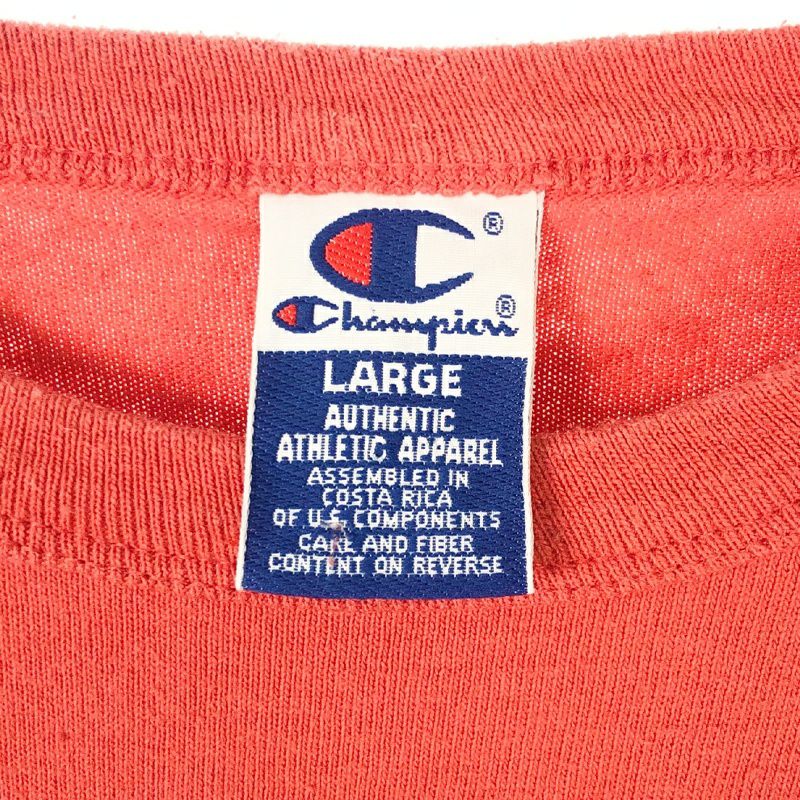 ®
Champion®
LARGE
AUTHENTIC
ATHLETIC APPAREL
ASSEMBLED IN
COSTA RICA
OF U.S. COMPONENTS
CARE AND FIBER
CONTENT ON REVERSE